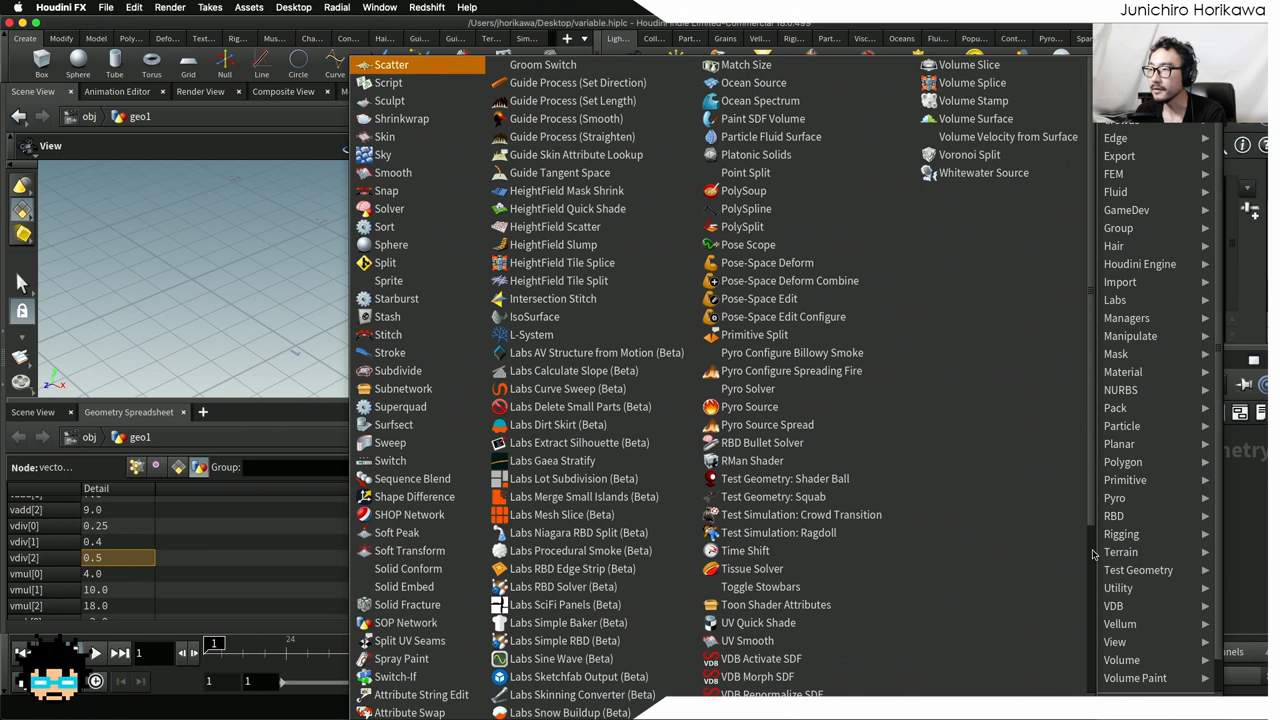 Houdini FX File Edit Render Takes Assets Desktop Radial Window Redshift Help
Junichiro Horikawa
/Users/jhorikawa/Desktop/variable.hiplc - Houdini Indie Limited-Commercial 18.0.499
Create Modify Model... Poly... Defo... Text... Rig... Mus... Cha... Con... Hai... Gui... Gui... Ter... Sim... Ligh... Coll... Part... Grains Vell... Rigi... Part... Visc... Oceans Flui... Pop... Cont... Pyro... Spar...
Box Sphere Tube Torus Grid Null Line Circle Curve
Scene View Animation Editor Render View Composite View
obj geo1
View
Scene View Geometry Spreadsheet
obj geo1
Node: vecto... Group:
Detail
vadd[2] 9.0
vdiv[0] 0.25
vdiv[1] 0.4
vdiv[2] 0.5
vmul[0] 4.0
vmul[1] 10.0
vmul[2] 18.0
1 1 24
1 1
Scatter
Script
Sculpt
Shrinkwrap
Skin
Sky
Smooth
Snap
Solver
Sort
Sphere
Split
Sprite
Starburst
Stash
Stitch
Stroke
Subdivide
Subnetwork
Superquad
Surfsect
Sweep
Switch
Sequence Blend
Shape Difference
SHOP Network
Soft Peak
Soft Transform
Solid Conform
Solid Embed
Solid Fracture
SOP Network
Split UV Seams
Spray Paint
Switch-If
Attribute String Edit
Attribute Swap
Groom Switch
Guide Process (Set Direction)
Guide Process (Set Length)
Guide Process (Smooth)
Guide Process (Straighten)
Guide Skin Attribute Lookup
Guide Tangent Space
HeightField Mask Shrink
HeightField Quick Shade
HeightField Scatter
HeightField Slump
HeightField Tile Splice
HeightField Tile Split
Intersection Stitch
IsoSurface
L-System
Labs AV Structure from Motion (Beta)
Labs Calculate Slope (Beta)
Labs Curve Sweep (Beta)
Labs Delete Small Parts (Beta)
Labs Dirt Skirt (Beta)
Labs Extract Silhouette (Beta)
Labs Gaea Stratify
Labs Lot Subdivision (Beta)
Labs Merge Small Islands (Beta)
Labs Mesh Slice (Beta)
Labs Niagara RBD Split (Beta)
Labs Procedural Smoke (Beta)
Labs RBD Edge Strip (Beta)
Labs RBD Solver (Beta)
Labs SciFi Panels (Beta)
Labs Simple Baker (Beta)
Labs Simple RBD (Beta)
Labs Sine Wave (Beta)
Labs Sketchfab Output (Beta)
Labs Skinning Converter (Beta)
Labs Snow Buildup (Beta)
Match Size
Ocean Source
Ocean Spectrum
Paint SDF Volume
Particle Fluid Surface
Platonic Solids
Point Split
PolySoup
PolySpline
PolySplit
Pose Scope
Pose-Space Deform
Pose-Space Deform Combine
Pose-Space Edit
Pose-Space Edit Configure
Primitive Split
Pyro Configure Billowy Smoke
Pyro Configure Spreading Fire
Pyro Solver
Pyro Source
Pyro Source Spread
RBD Bullet Solver
RMan Shader
Test Geometry: Shader Ball
Test Geometry: Squab
Test Simulation: Crowd Transition
Test Simulation: Ragdoll
Time Shift
Tissue Solver
Toggle Stowbars
Toon Shader Attributes
UV Quick Shade
UV Smooth
VDB Activate SDF
VDB Morph SDF
VDB Renormalize SDF
Volume Slice
Volume Splice
Volume Stamp
Volume Surface
Volume Velocity from Surface
Voronoi Split
Whitewater Source
Edge
Export
FEM
Fluid
GameDev
Group
Hair
Houdini Engine
Import
Labs
Managers
Manipulate
Mask
Material
NURBS
Pack
Particle
Planar
Polygon
Primitive
Pyro
RBD
Rigging
Terrain
Test Geometry
Utility
VDB
Vellum
View
Volume
Volume Paint